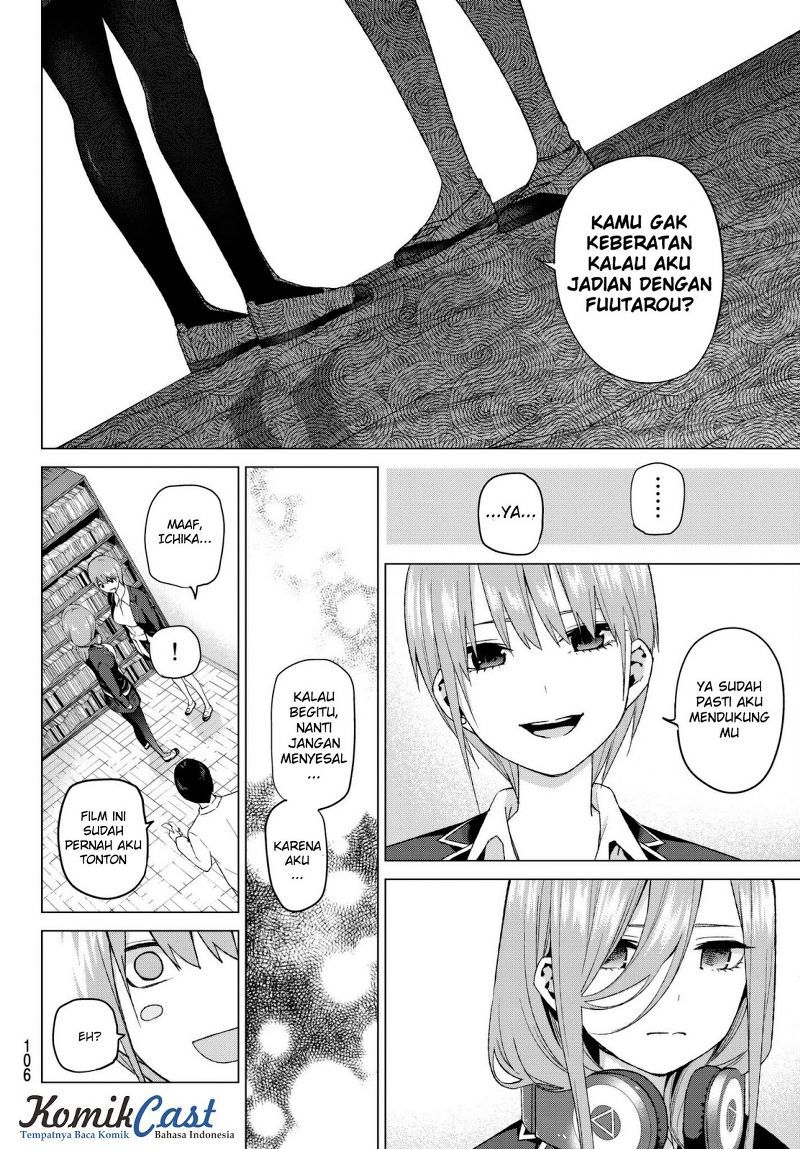 KAMU GAK
KEBERATAN
KALAU AKU
JADIAN DENGAN
FUUTAROU?
......
...YA...
YA SUDAH
PASTI AKU
MENDUKUNG
MU
KALAU
BEGITU,
NANTI
JANGAN
MENYESAL
...
KARENA
AKU
...
MAAF,
ICHIKA...
!
FILM INI
SUDAH
PERNAH AKU
TONTON
EH?
106
KomikCast
Tempatnya Baca Komik Bahasa Indonesia